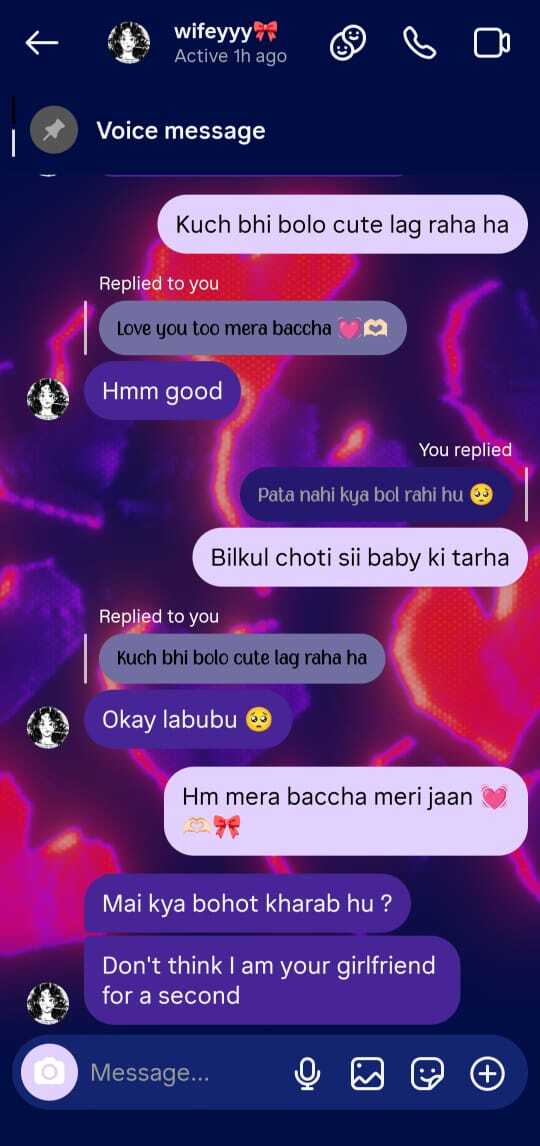 wifeyyy🎀
Active 1h ago
Voice message
Kuch bhi bolo cute lag raha ha
Replied to you
Love you too mera baccha 💓🫶🏻
Hmm good
You replied
Pata nahi kya bol rahi hu 🥺
Bilkul choti sii baby ki tarha
Replied to you
Kuch bhi bolo cute lag raha ha
Okay labubu 🥺
Hm mera baccha meri jaan 💓
🫶🏻🎀
Mai kya bohot kharab hu ?
Don't think I am your girlfriend
for a second
Message...